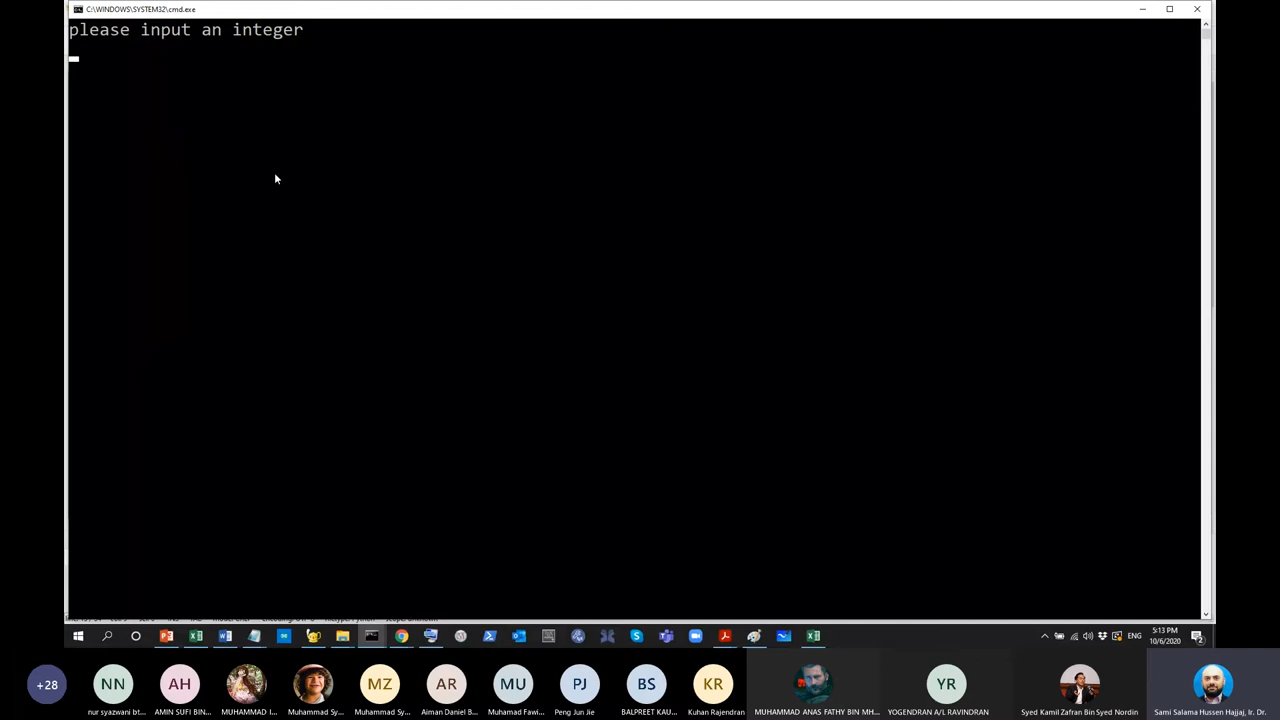 C:\WINDOWS\SYSTEM32\cmd.exe
please input an integer
ENG
5:13 PM
10/6/2020
2
+28
NN
AH
MZ
AR
MU
PJ
BS
KR
YR
nur syazwani bt...
AMIN SUFI BIN...
MUHAMMAD I...
Muhammad Sy...
Muhammad Sy...
Aiman Daniel B...
Muhamad Fawi...
Peng Jun Jie
BALPREET KAU...
Kuhan Rajendran
MUHAMMAD ANAS FATHY BIN MH...
YOGENDRAN A/L RAVINDRAN
Syed Kamil Zafran Bin Syed Nordin
Sami Salama Hussen Hajjaj, Ir. Dr.